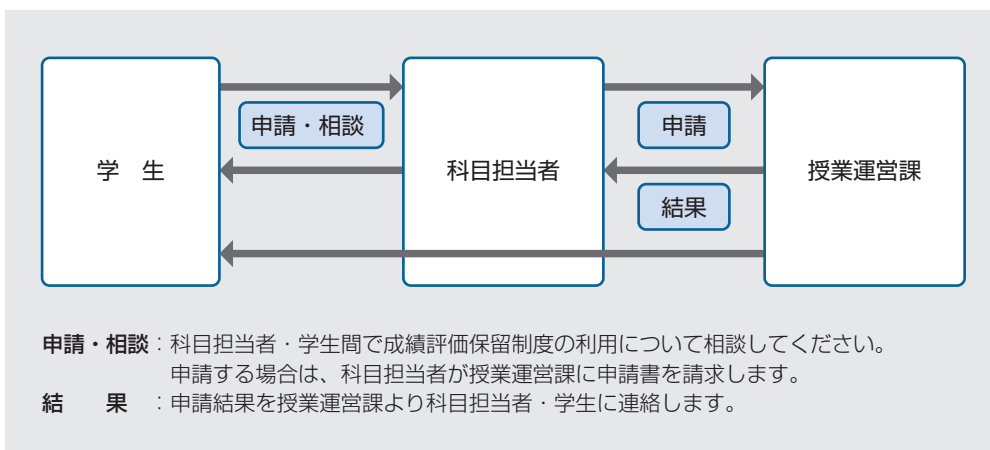 学　生
申請・相談
科目担当者
申請
結果
授業運営課
申請・相談：科目担当者・学生間で成績評価保留制度の利用について相談してください。
申請する場合は、科目担当者が授業運営課に申請書を請求します。
結　　果　：申請結果を授業運営課より科目担当者・学生に連絡します。